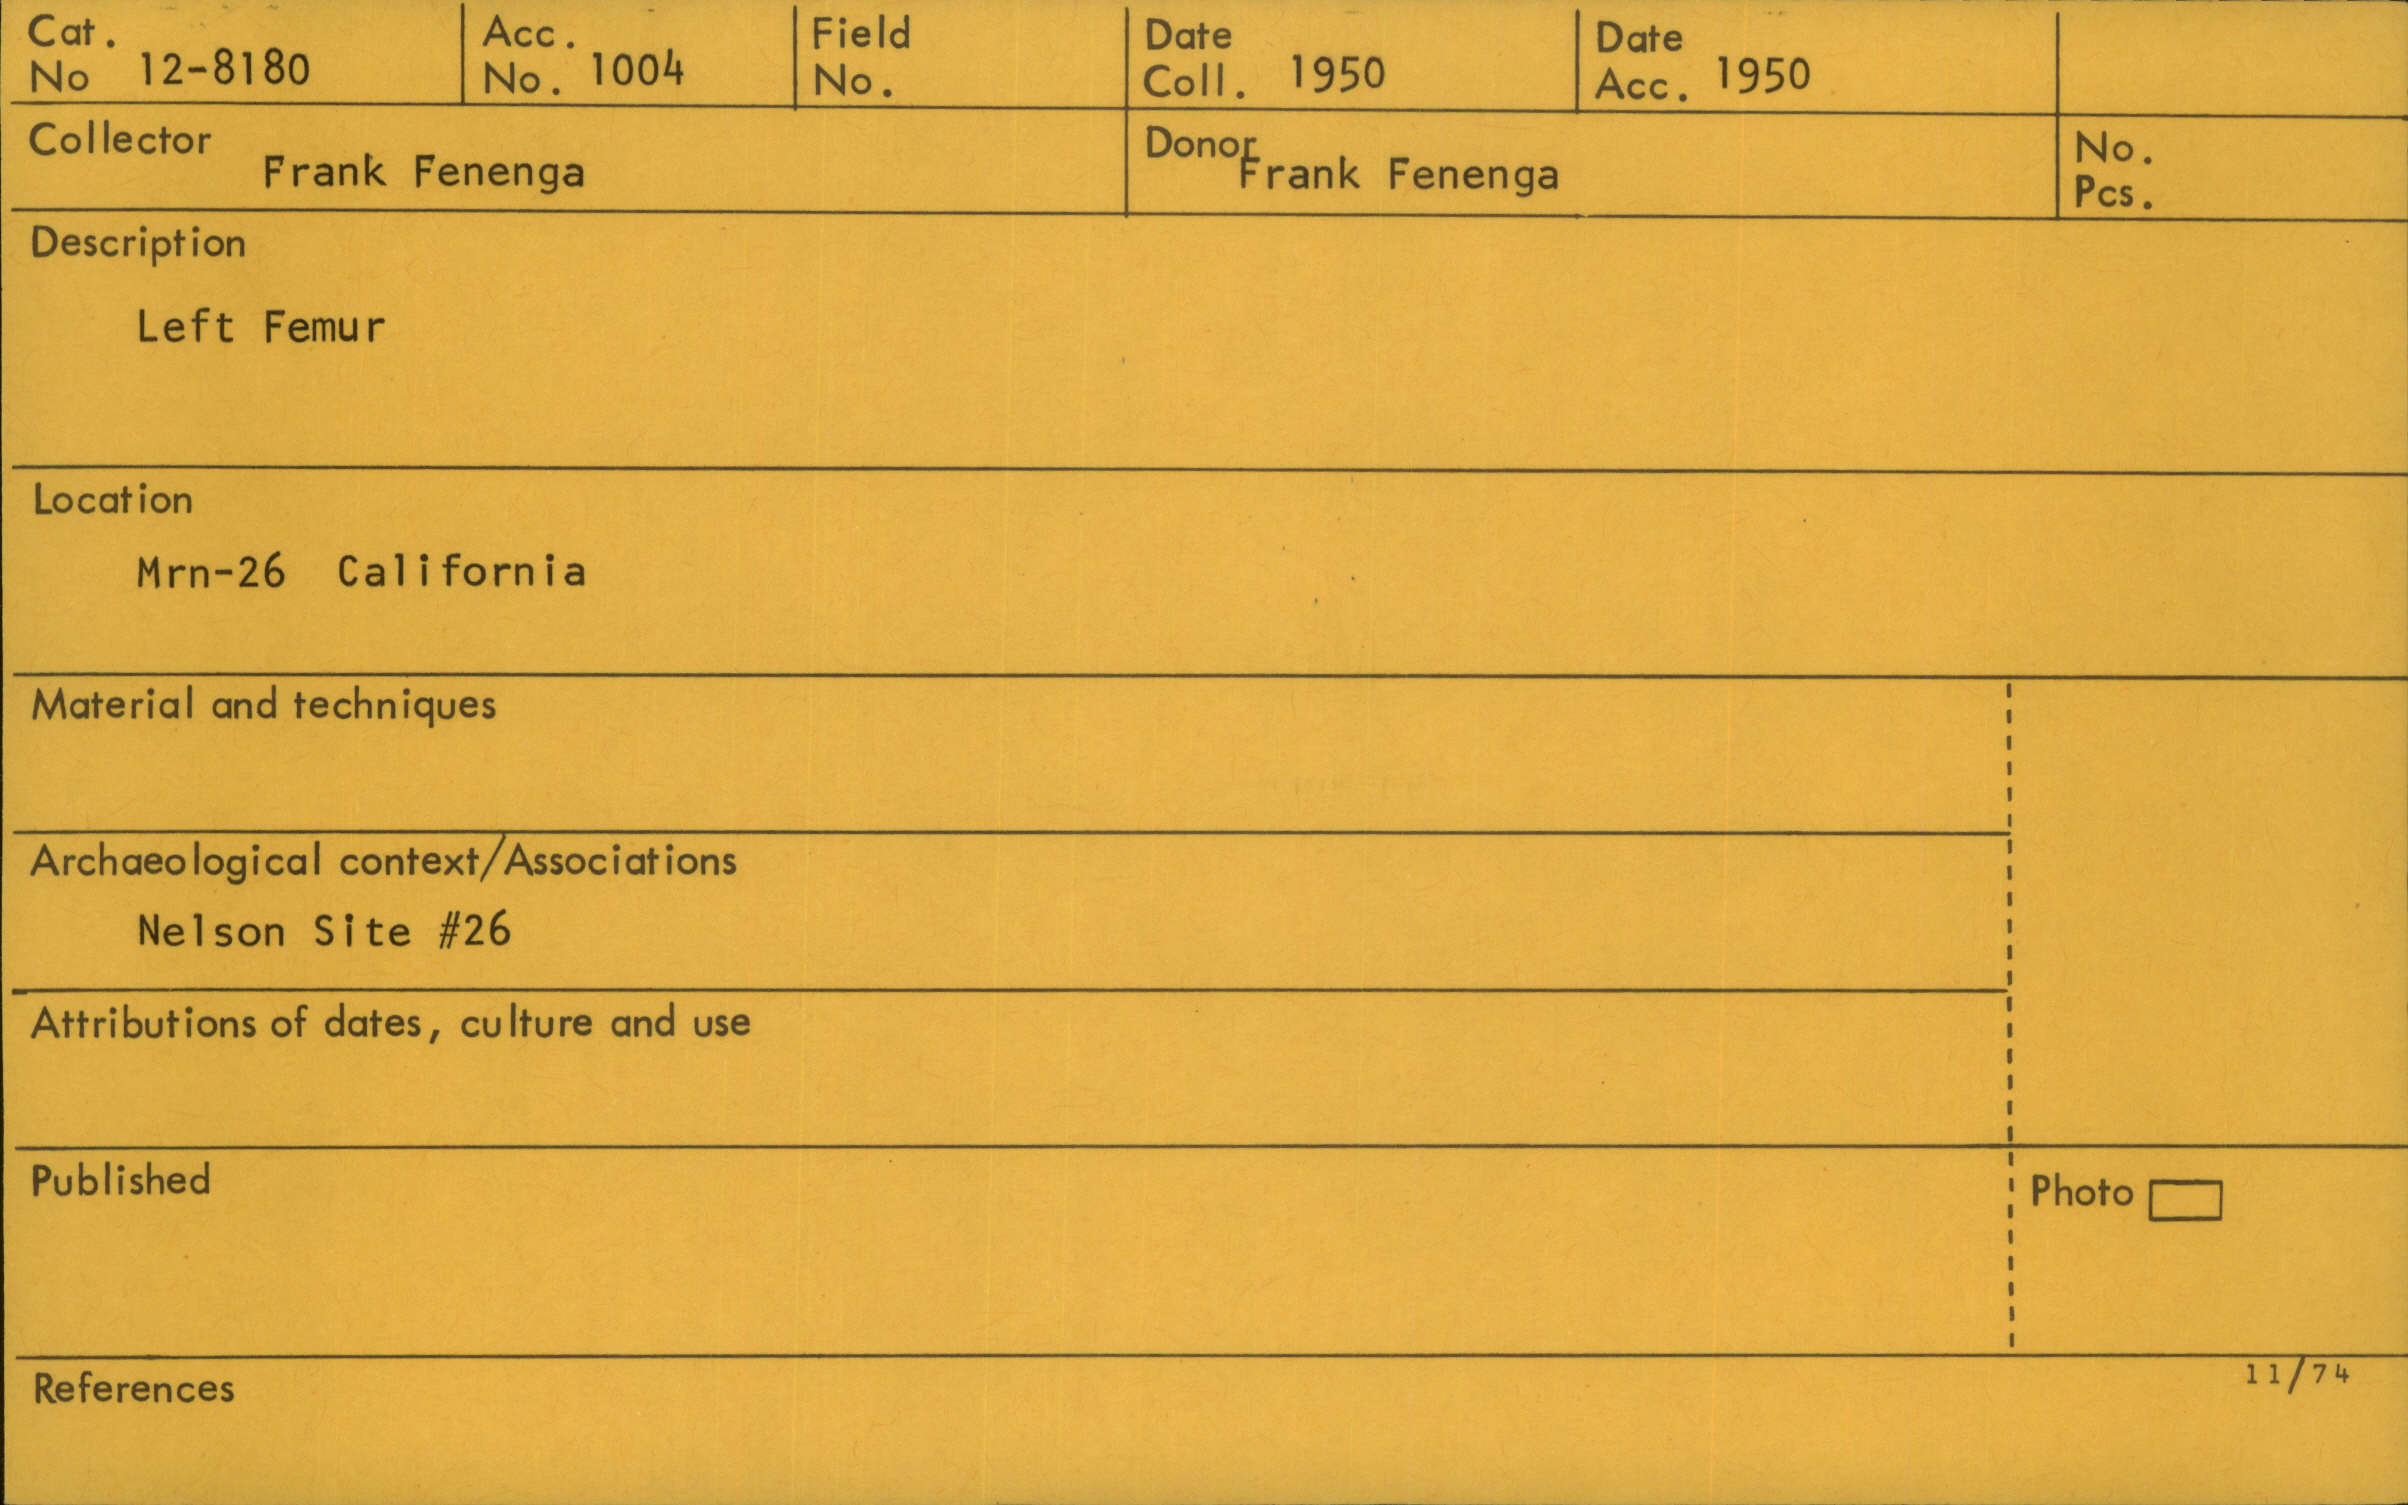 Cat. No 12-8180
Acc. No. 1004
Field No.
Date Coll. 1950
Date Acc. 1950
Collector Frank Fenenga
Donor Frank Fenenga
No. Pcs.
Description
Left Femur
Location
Mrn-26 California
Material and techniques
Archaeological context/Associations
Nelson Site #26
Attributions of dates, culture and use
Published
Photo
References
11/74